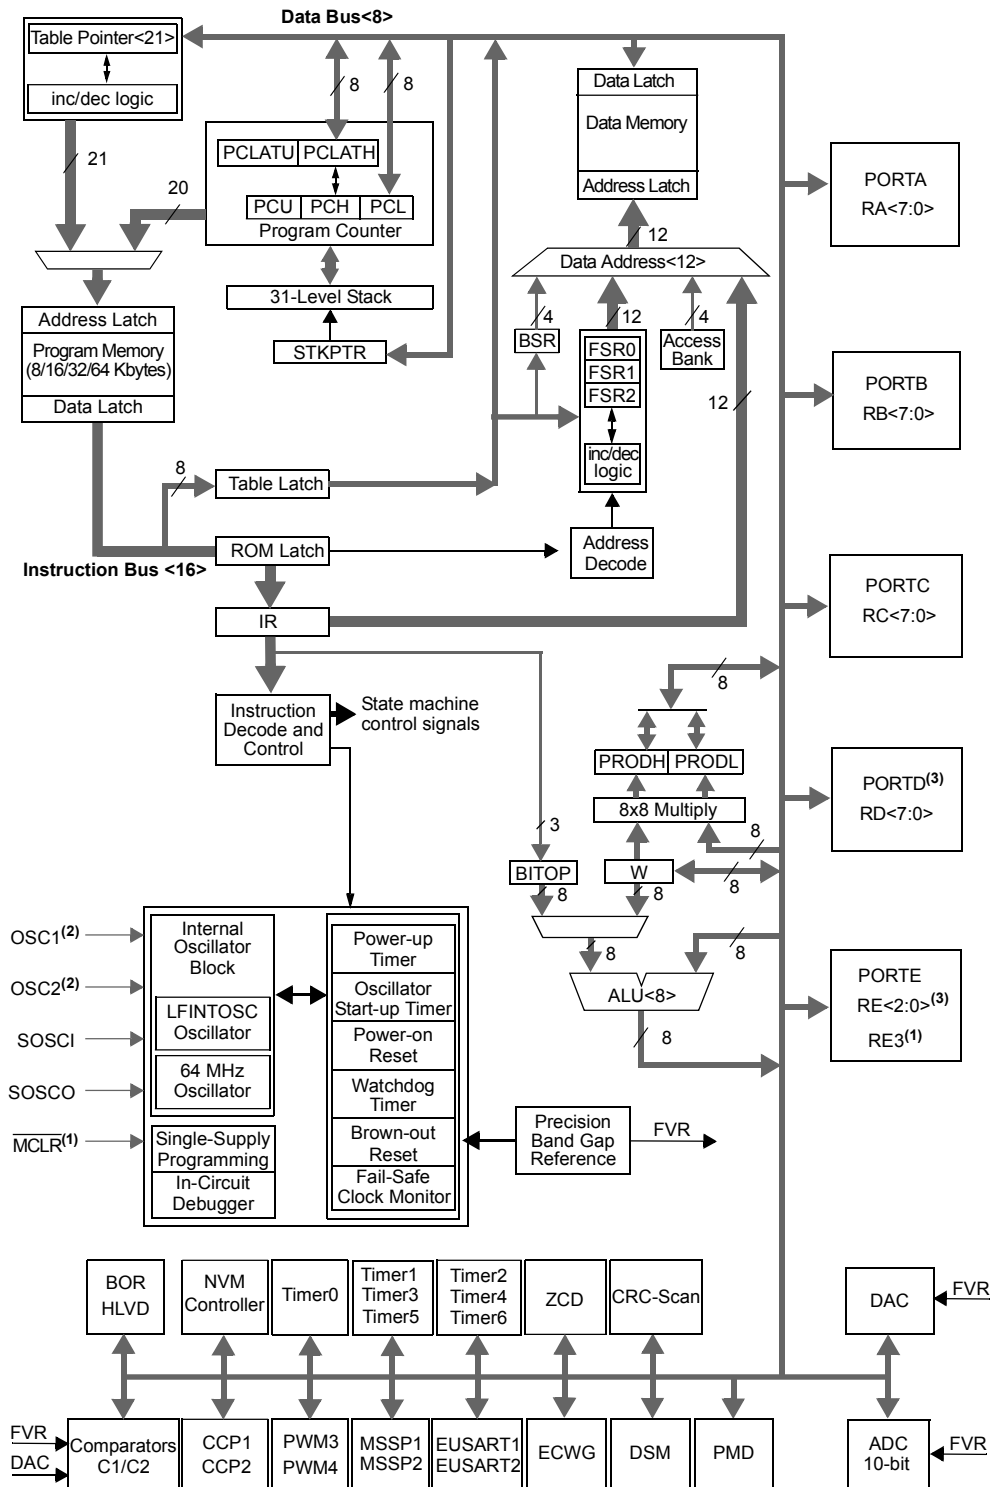 Data Bus<8>
Table Pointer<21>
inc/dec logic
21
20
8
8
PCLATU PCLATH
PCU PCH PCL
Program Counter
31-Level Stack
STKPTR
Address Latch
Program Memory
(8/16/32/64 Kbytes)
Data Latch
8
Table Latch
Instruction Bus <16>
ROM Latch
IR
Data Latch
Data Memory
Address Latch
12
Data Address<12>
4
12
4
BSR
FSR0
FSR1
FSR2
inc/dec
logic
Access
Bank
12
Address
Decode
Instruction
Decode and
Control
State machine
control signals
8
PRODH PRODL
8x8 Multiply
3
8
BITOP
W
8
8
8
8
8
ALU<8>
8
PORTA
RA<7:0>
PORTB
RB<7:0>
PORTC
RC<7:0>
PORTD(3)
RD<7:0>
PORTE
RE<2:0>(3)
RE3(1)
OSC1(2)
OSC2(2)
SOSCI
SOSCO
MCLR(1)
Internal
Oscillator
Block
LFINTOSC
Oscillator
64 MHz
Oscillator
Single-Supply
Programming
In-Circuit
Debugger
Power-up
Timer
Oscillator
Start-up Timer
Power-on
Reset
Watchdog
Timer
Brown-out
Reset
Fail-Safe
Clock Monitor
Precision
Band Gap
Reference
FVR
BOR
HLVD
NVM
Controller
Timer0
Timer1
Timer3
Timer5
Timer2
Timer4
Timer6
ZCD
CRC-Scan
DAC
FVR
FVR
DAC
Comparators
C1/C2
CCP1
CCP2
PWM3
PWM4
MSSP1
MSSP2
EUSART1
EUSART2
ECWG
DSM
PMD
ADC
10-bit
FVR